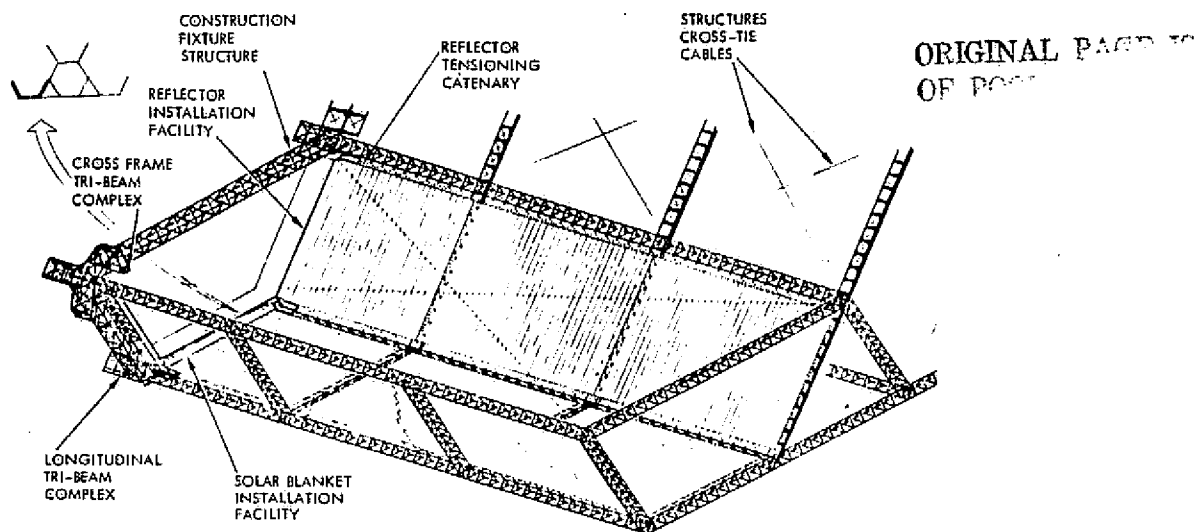 CONSTRUCTION
FIXTURE
STRUCTURE
REFLECTOR
TENSIONING
CATENARY
STRUCTURES
CROSS-TIE
CABLES
ORIGINAL
OF
REFLECTOR
INSTALLATION
FACILITY
CROSS FRAME
TRI-BEAM
COMPLEX
LONGITUDINAL
TRI-BEAM
COMPLEX
SOLAR BLANKET
INSTALLATION
FACILITY